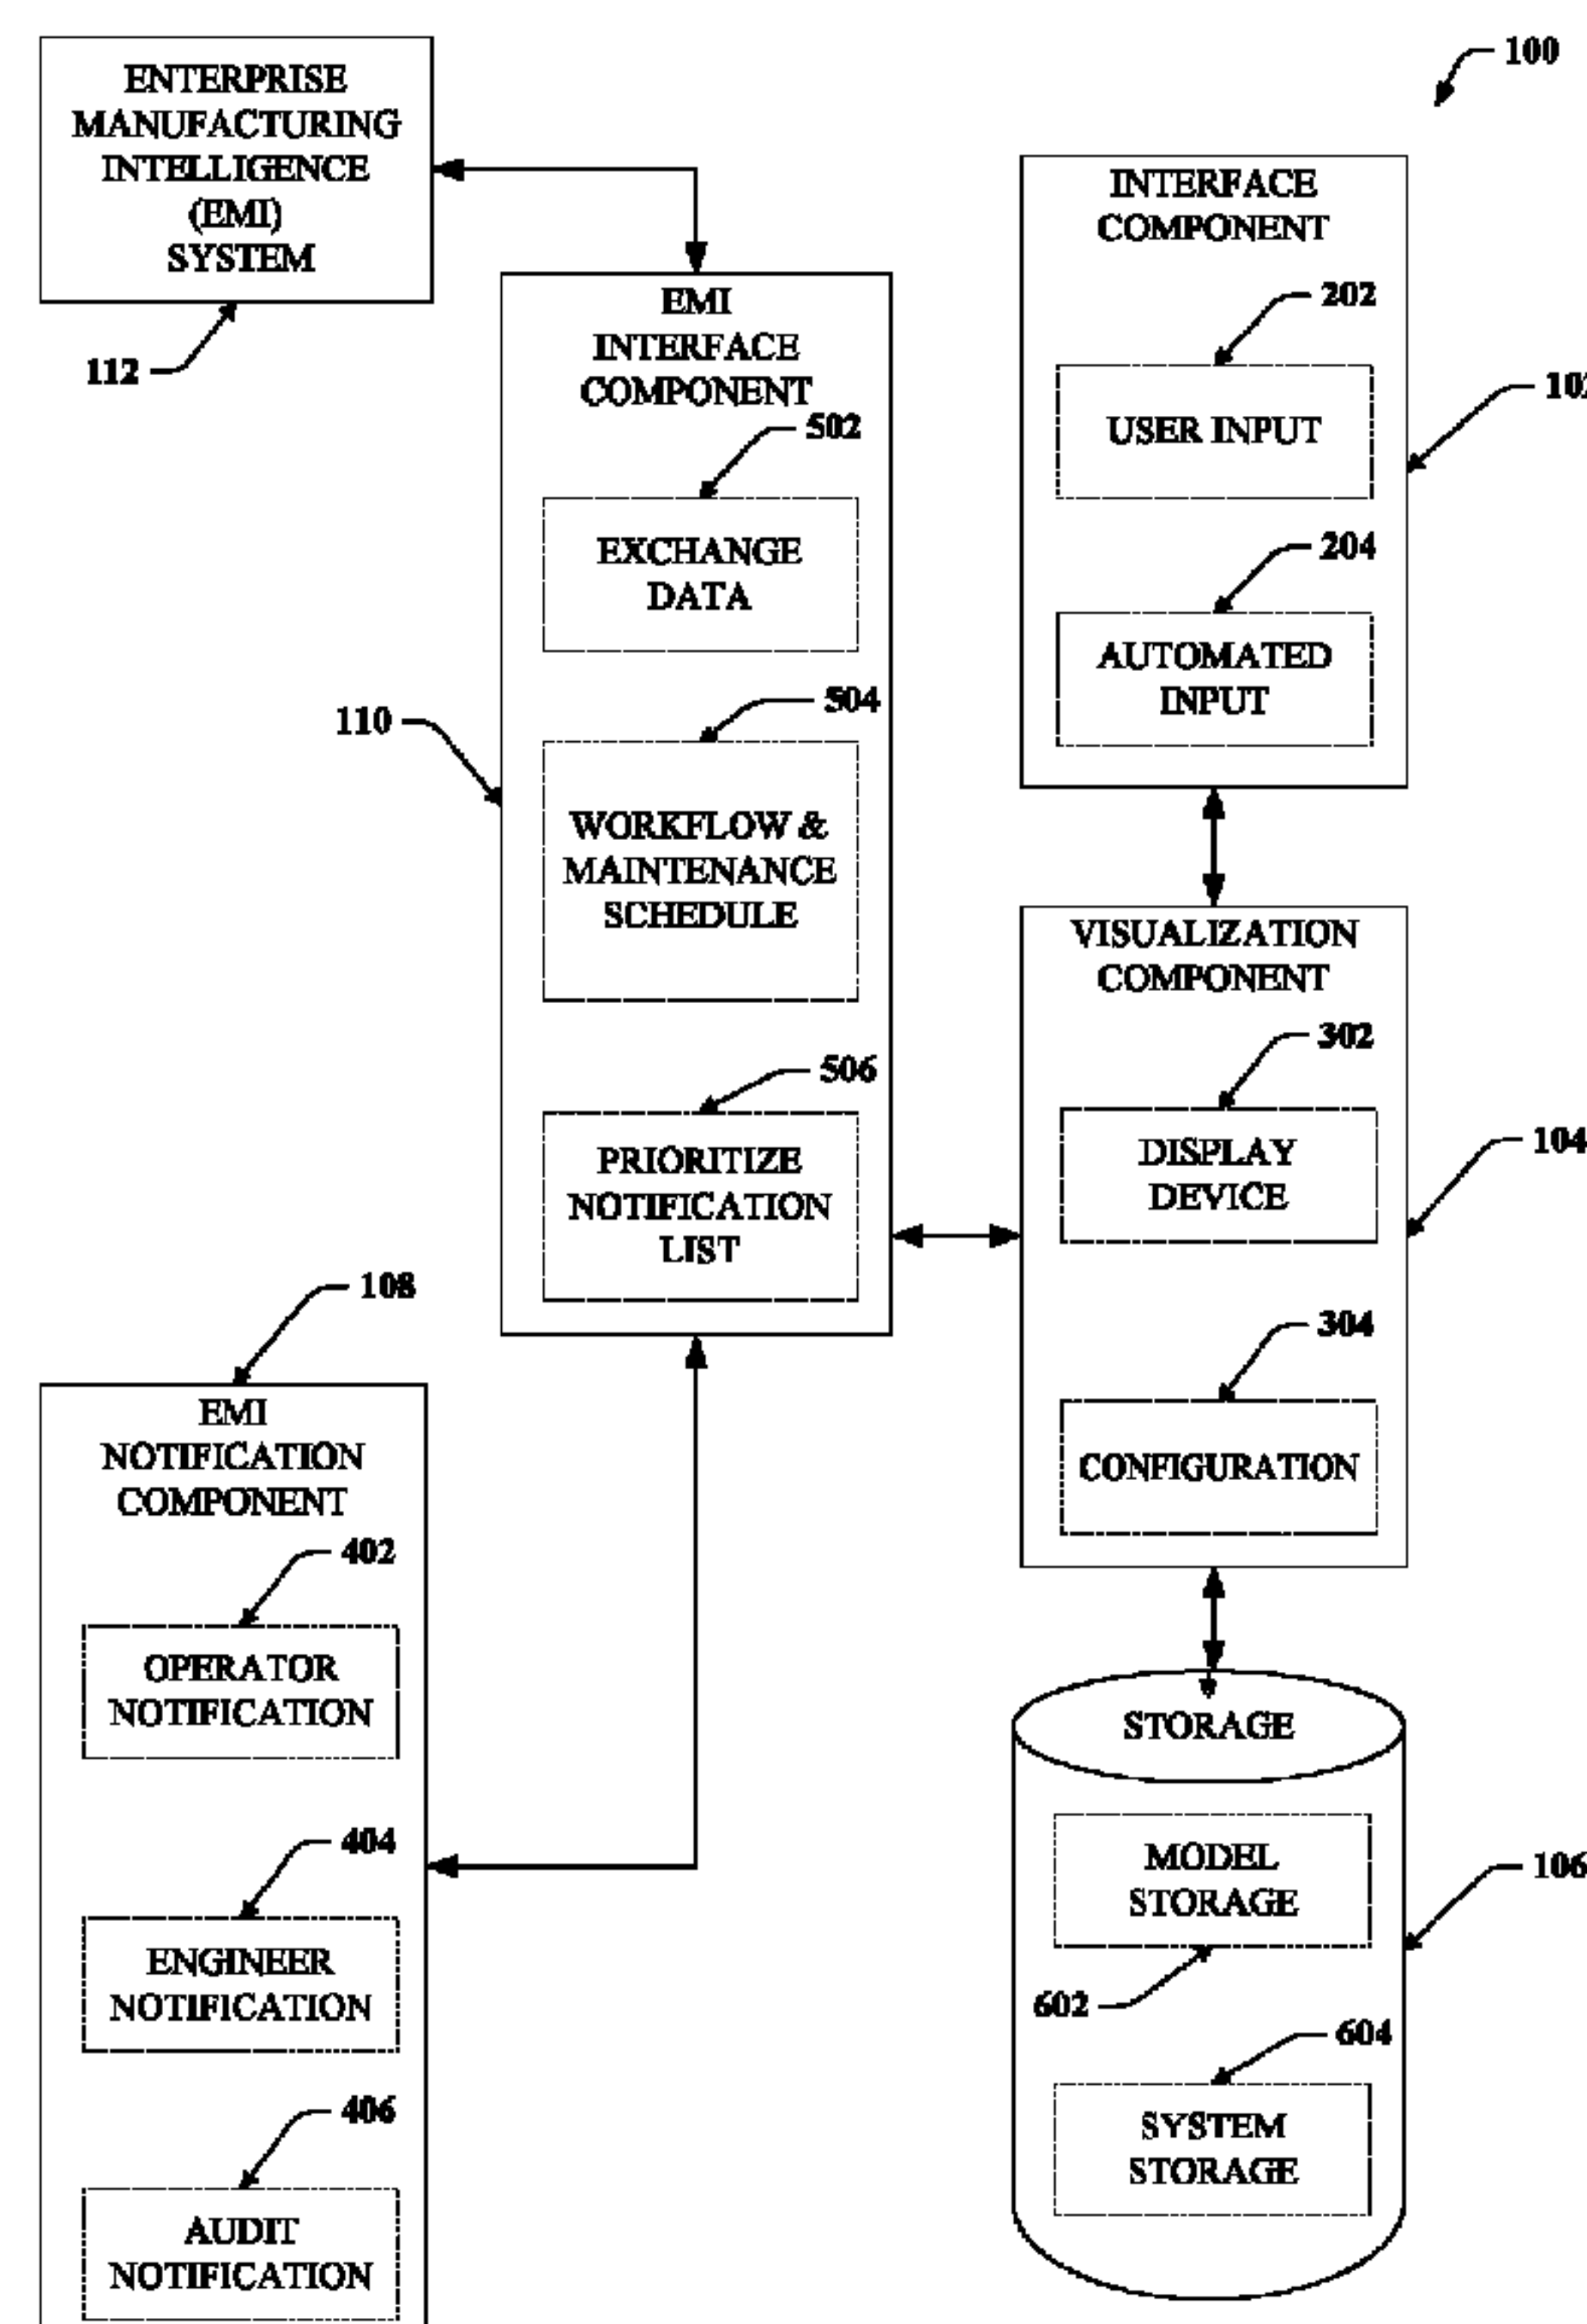 100
ENTERPRISE
MANUFACTURING
INTELLIGENCE
(EMI)
SYSTEM
112
EMI
INTERFACE
COMPONENT
502
EXCHANGE
DATA
504
110
WORKFLOW &
MAINTENANCE
SCHEDULE
506
PRIORITIZE
NOTIFICATION
LIST
INTERFACE
COMPONENT
202
USER INPUT
204
AUTOMATED
INPUT
VISUALIZATION
COMPONENT
302
DISPLAY
DEVICE
104
304
CONFIGURATION
108
EMI
NOTIFICATION
COMPONENT
402
OPERATOR
NOTIFICATION
404
ENGINEER
NOTIFICATION
406
AUDIT
NOTIFICATION
STORAGE
MODEL
STORAGE
106
602
604
SYSTEM
STORAGE